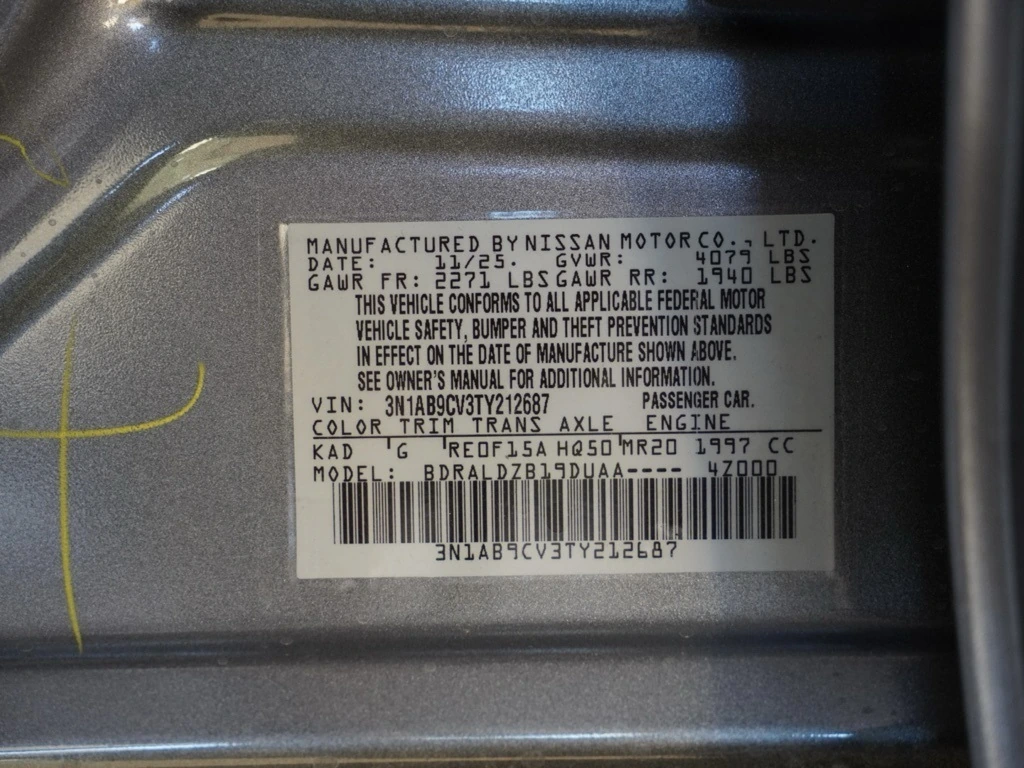 MANUFACTURED BY NISSAN MOTOR CO., LTD.
DATE: 11/25. GVWR: 4079 LBS
GAWR FR: 2271 LBS GAWR RR: 1940 LBS
THIS VEHICLE CONFORMS TO ALL APPLICABLE FEDERAL MOTOR
VEHICLE SAFETY, BUMPER AND THEFT PREVENTION STANDARDS
IN EFFECT ON THE DATE OF MANUFACTURE SHOWN ABOVE.
SEE OWNER'S MANUAL FOR ADDITIONAL INFORMATION.
VIN: 3N1AB9CV3TY212687 PASSENGER CAR.
COLOR TRIM TRANS AXLE ENGINE
KAD G RE0F15A HQ50 MR20 1997 CC
MODEL: BDRALDZB19DUAA---- 4Z000
3N1AB9CV3TY212687